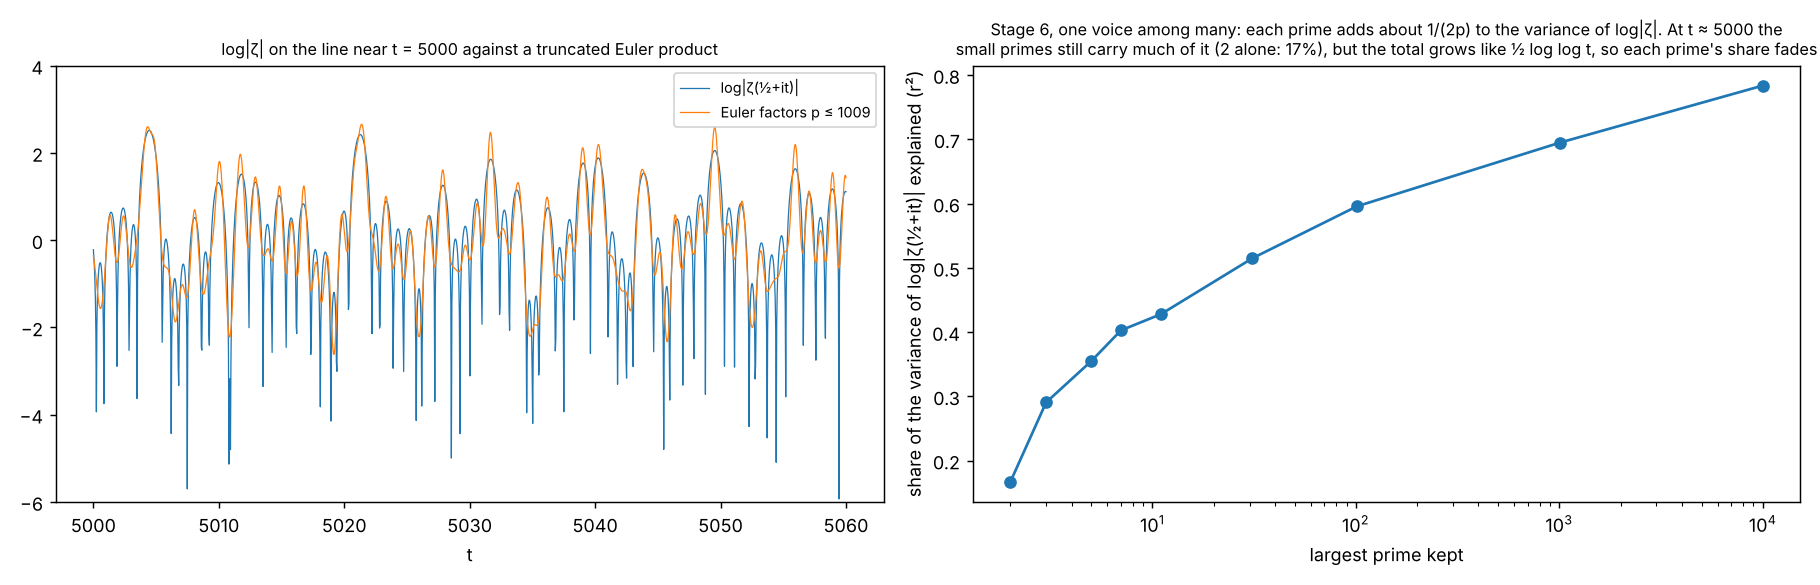 log|ζ| on the line near t = 5000 against a truncated Euler product
log|ζ(½+it)|
Euler factors p ≤ 1009
4
2
0
−2
−4
−6
5000 5010 5020 5030 5040 5050 5060
t
Stage 6, one voice among many: each prime adds about 1/(2p) to the variance of log|ζ|. At t ≈ 5000 the
small primes still carry much of it (2 alone: 17%), but the total grows like ½ log log t, so each prime's share fades
share of the variance of log|ζ(½+it)| explained (r²)
0.8
0.7
0.6
0.5
0.4
0.3
0.2
10¹ 10² 10³ 10⁴
largest prime kept